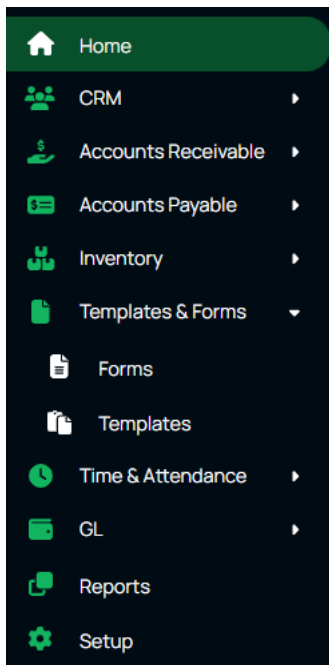 Home
CRM
Accounts Receivable
Accounts Payable
Inventory
Templates & Forms
Forms
Templates
Time & Attendance
GL
Reports
Setup